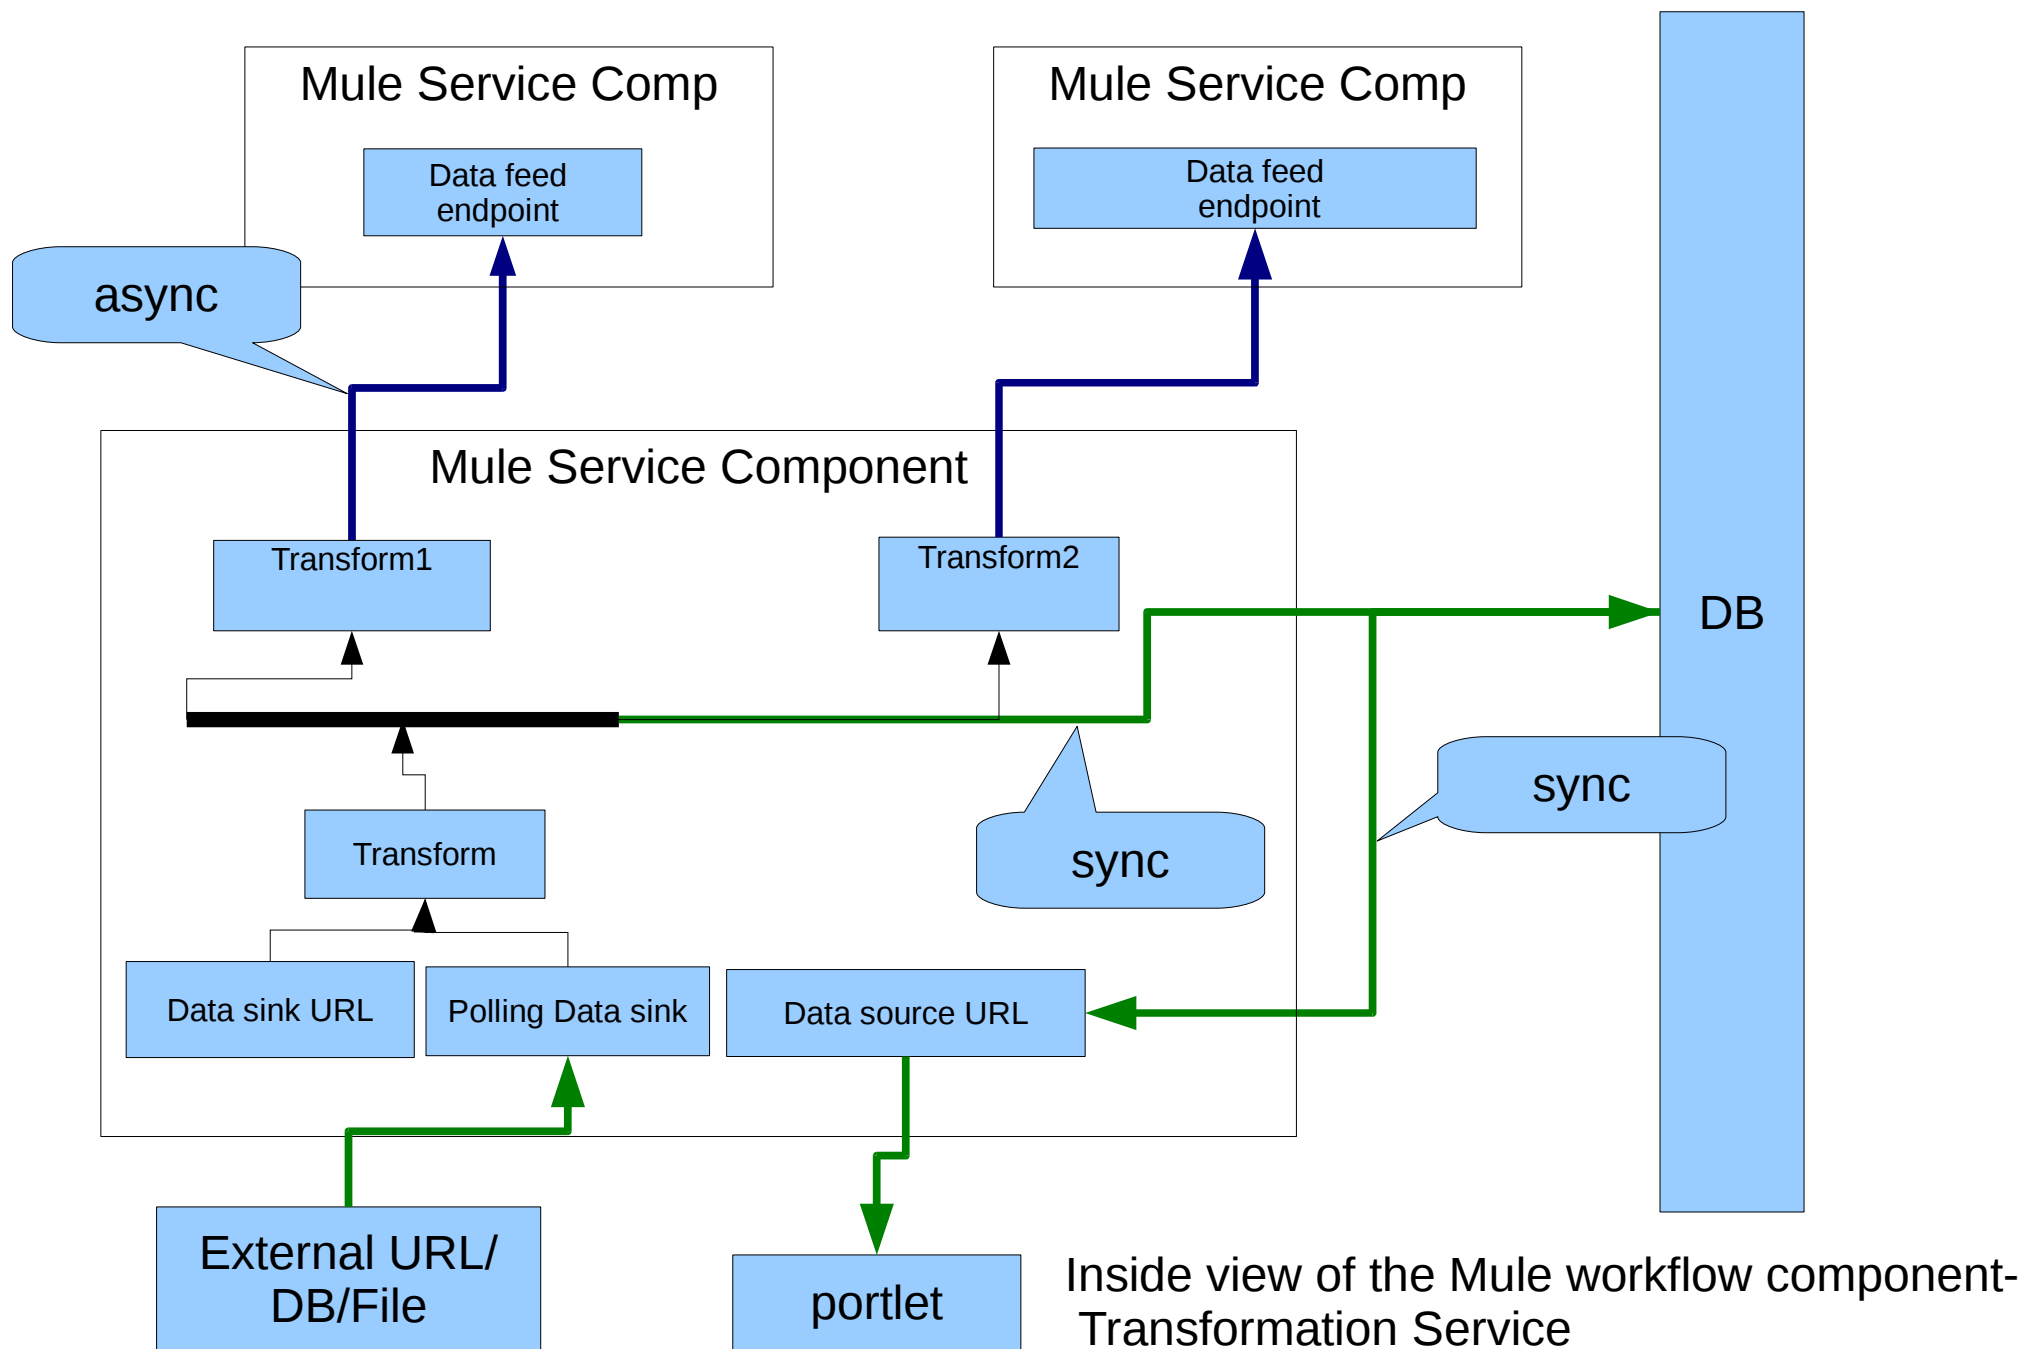 Mule Service Comp
Data feed
endpoint
Mule Service Comp
Data feed
endpoint
async
Mule Service Component
Transform1
Transform2
DB
sync
Transform
sync
Data sink URL
Polling Data sink
Data source URL
External URL/
DB/File
portlet
Inside view of the Mule workflow component-
Transformation Service